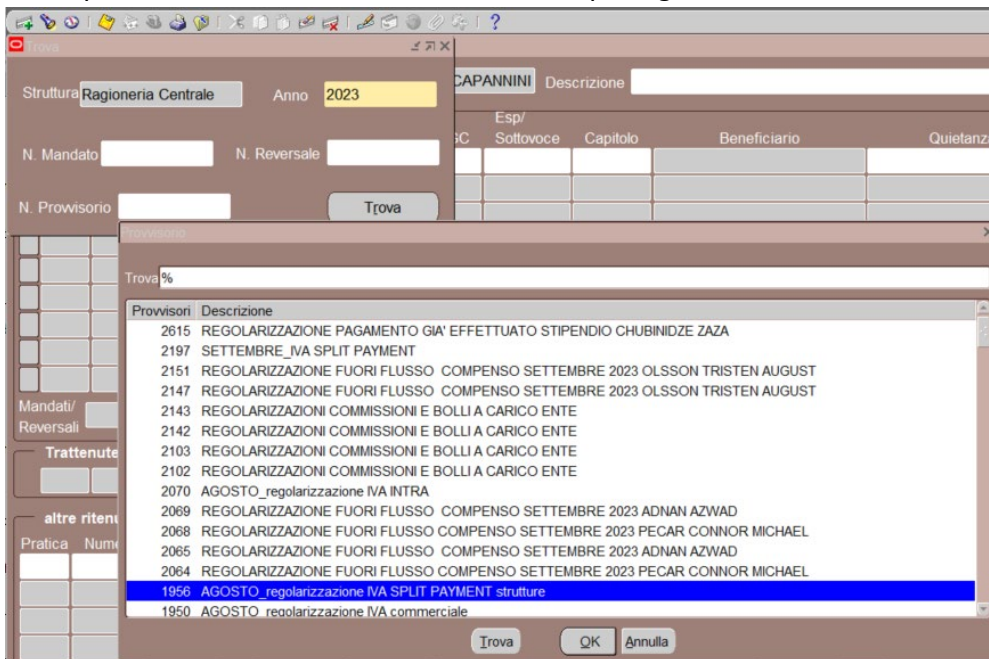 ?
Trova
Struttura Ragioneria Centrale Anno 2023
CAPANNINI Descrizione
N. Mandato N. Reversale
GC Esp/ Sottovoce Capitolo Beneficiario Quietanz
N. Provvisorio Trova
Provvisorio
Trova %
Provvisori Descrizione
2615 REGOLARIZZAZIONE PAGAMENTO GIA' EFFETTUATO STIPENDIO CHUBINIDZE ZAZA
2197 SETTEMBRE_IVA SPLIT PAYMENT
2151 REGOLARIZZAZIONE FUORI FLUSSO COMPENSO SETTEMBRE 2023 OLSSON TRISTEN AUGUST
2147 REGOLARIZZAZIONE FUORI FLUSSO COMPENSO SETTEMBRE 2023 OLSSON TRISTEN AUGUST
2143 REGOLARIZZAZIONI COMMISSIONI E BOLLI A CARICO ENTE
2142 REGOLARIZZAZIONI COMMISSIONI E BOLLI A CARICO ENTE
2103 REGOLARIZZAZIONI COMMISSIONI E BOLLI A CARICO ENTE
2102 REGOLARIZZAZIONI COMMISSIONI E BOLLI A CARICO ENTE
2070 AGOSTO_regolarizzazione IVA INTRA
2069 REGOLARIZZAZIONE FUORI FLUSSO COMPENSO SETTEMBRE 2023 ADNAN AZWAD
2068 REGOLARIZZAZIONE FUORI FLUSSO COMPENSO SETTEMBRE 2023 PECAR CONNOR MICHAEL
2065 REGOLARIZZAZIONE FUORI FLUSSO COMPENSO SETTEMBRE 2023 ADNAN AZWAD
2064 REGOLARIZZAZIONE FUORI FLUSSO COMPENSO SETTEMBRE 2023 PECAR CONNOR MICHAEL
1956 AGOSTO_regolarizzazione IVA SPLIT PAYMENT strutture
1950 AGOSTO_regolarizzazione IVA commerciale
Mandati/
Reversali
Trattenute
altre riten
Pratica Nume
Trova OK Annulla